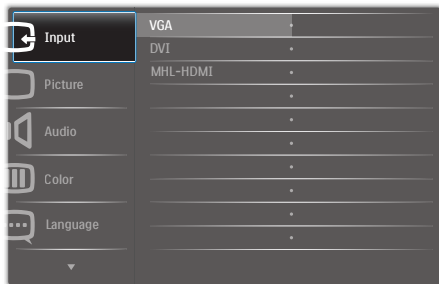 Input
Picture
Audio
Color
Language
VGA
DVI
MHL-HDMI